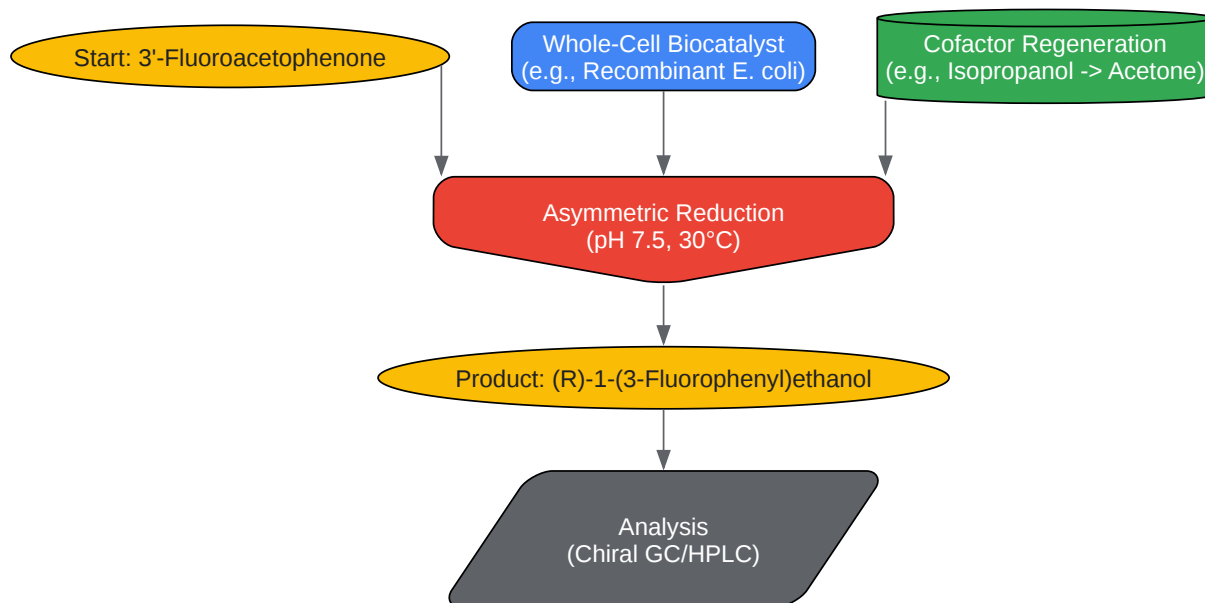 Start: 3'-Fluoroacetophenone
Whole-Cell Biocatalyst
(e.g., Recombinant E. coli)
Cofactor Regeneration
(e.g., Isopropanol -> Acetone)
Asymmetric Reduction
(pH 7.5, 30°C)
Product: (R)-1-(3-Fluorophenyl)ethanol
Analysis
(Chiral GC/HPLC)